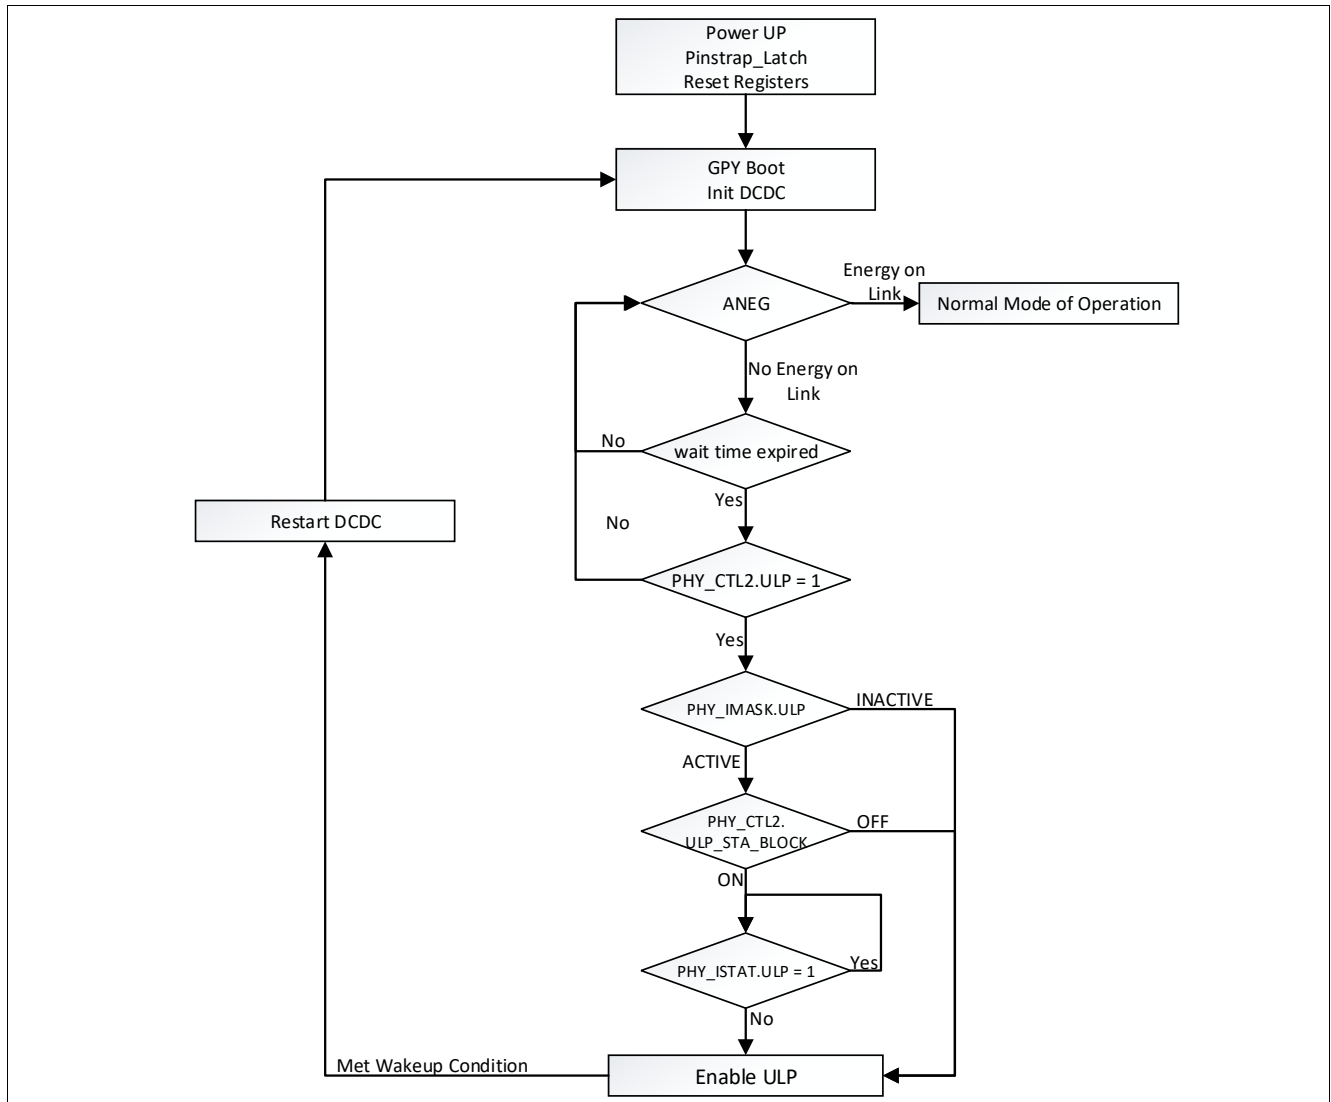 Power UP
Pinstrap_Latch
Reset Registers
GPY Boot
Init DCDC
ANEG
Energy on
Link
Normal Mode of Operation
No Energy on
Link
wait time expired
No
Yes
Restart DCDC
No
PHY_CTL2.ULP = 1
Yes
PHY_IMASK.ULP
INACTIVE
ACTIVE
PHY_CTL2.
ULP_STA_BLOCK
OFF
ON
PHY_ISTAT.ULP = 1
Yes
No
Met Wakeup Condition
Enable ULP